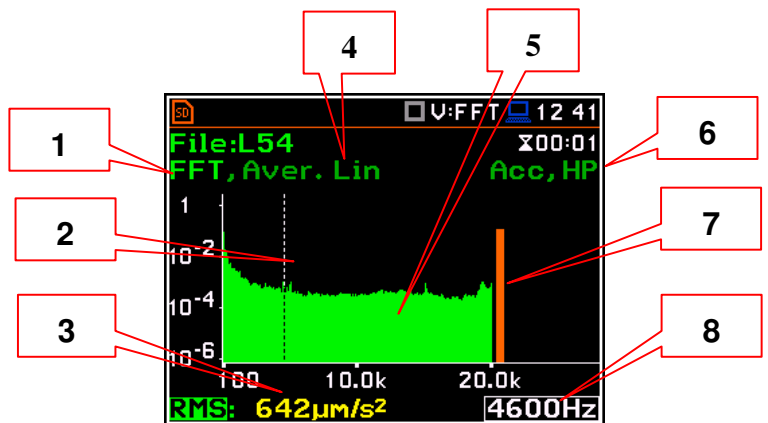 4
5
SD V:FFT 12 41
1
File:L54 00:01
6
FFT, Aver. Lin Acc, HP
1
2
7
10-2
10-4
3
10-6
8
100 10.0k 20.0k
RMS: 642µm/s²
4600Hz